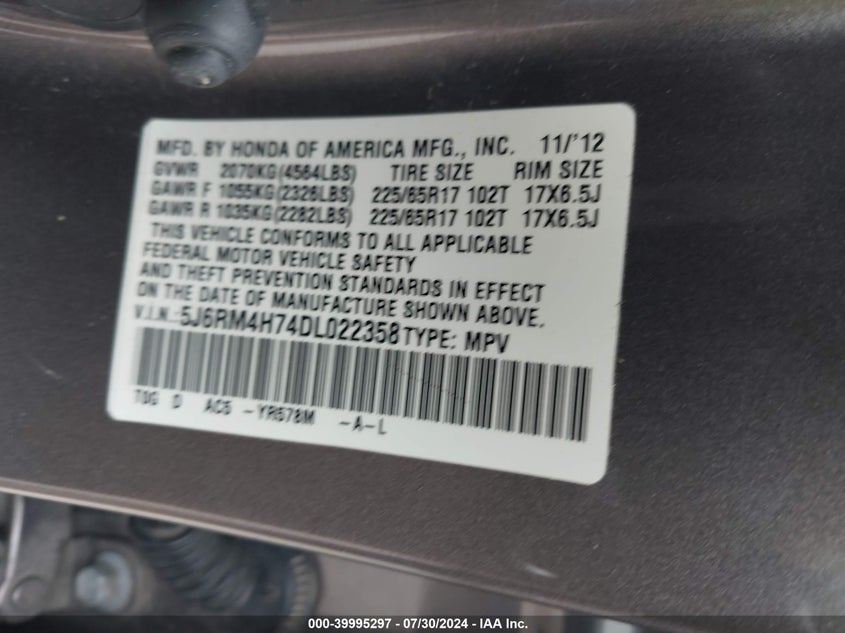 MFD. BY HONDA OF AMERICA MFG., INC. 11/'12
GVWR 2070KG(4564LBS) TIRE SIZE RIM SIZE
GAWR F 1055KG(2326LBS) 225/65R17 102T 17X6.5J
GAWR R 1035KG(2282LBS) 225/65R17 102T 17X6.5J
THIS VEHICLE CONFORMS TO ALL APPLICABLE
FEDERAL MOTOR VEHICLE SAFETY
AND THEFT PREVENTION STANDARDS IN EFFECT
ON THE DATE OF MANUFACTURE SHOWN ABOVE.
V.I.N.:5J6RM4H74DL022358 TYPE: MPV
T0G D AC5 -YR578M -A-L
000-39995297 - 07/30/2024 - IAA Inc.